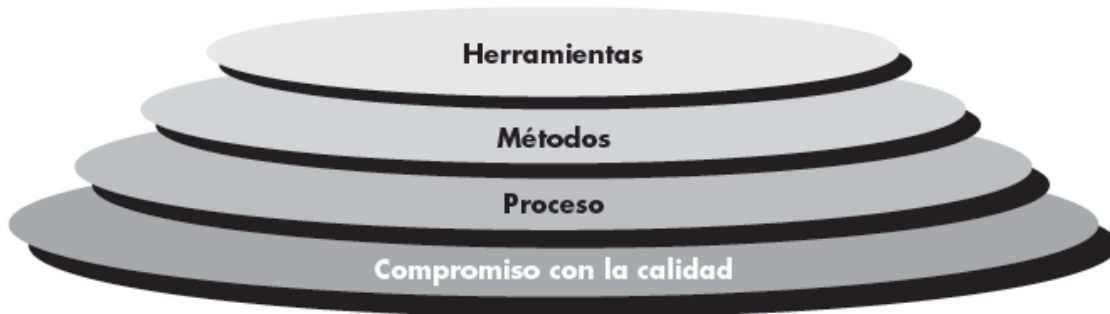 Herramientas
Métodos
Proceso
Compromiso con la calidad